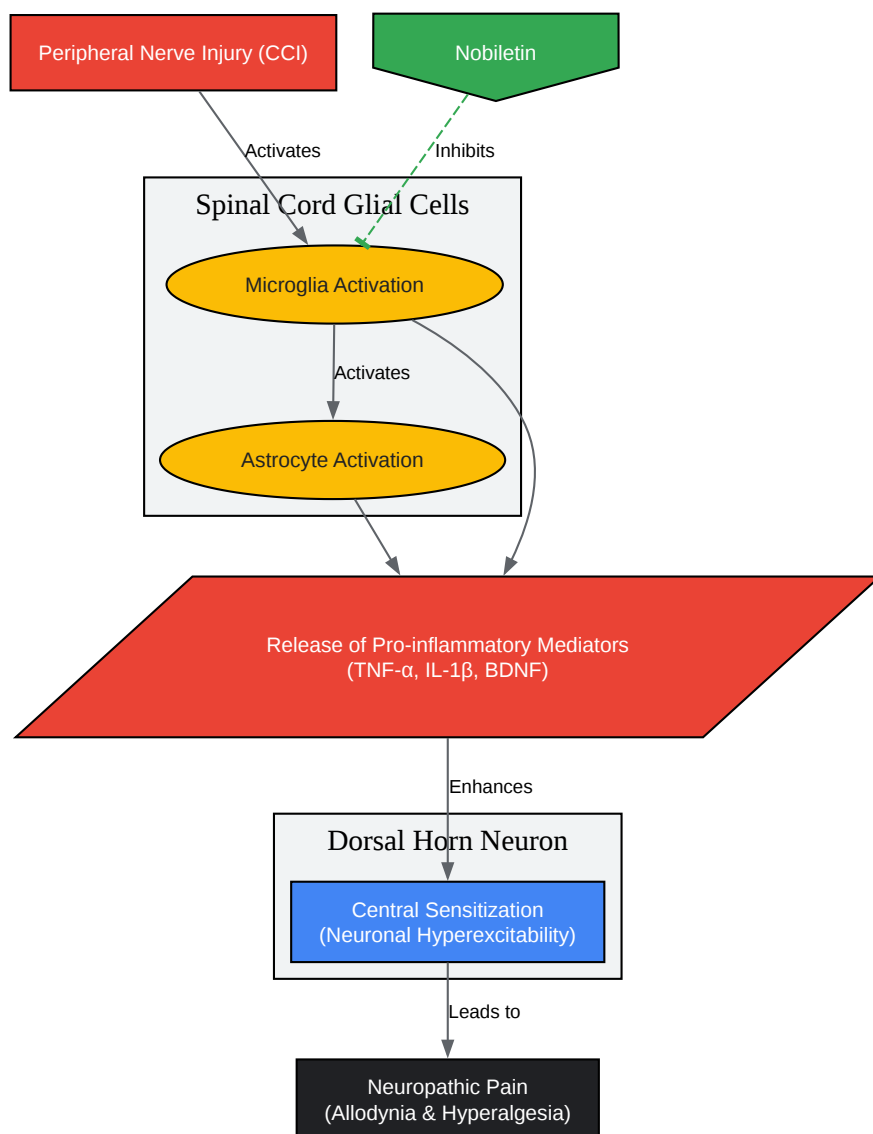 Peripheral Nerve Injury (CCI)
Nobiletin
Activates
Inhibits
Spinal Cord Glial Cells
Microglia Activation
Activates
Astrocyte Activation
Release of Pro-inflammatory Mediators
(TNF-α, IL-1β, BDNF)
Enhances
Dorsal Horn Neuron
Central Sensitization
(Neuronal Hyperexcitability)
Leads to
Neuropathic Pain
(Allodynia & Hyperalgesia)